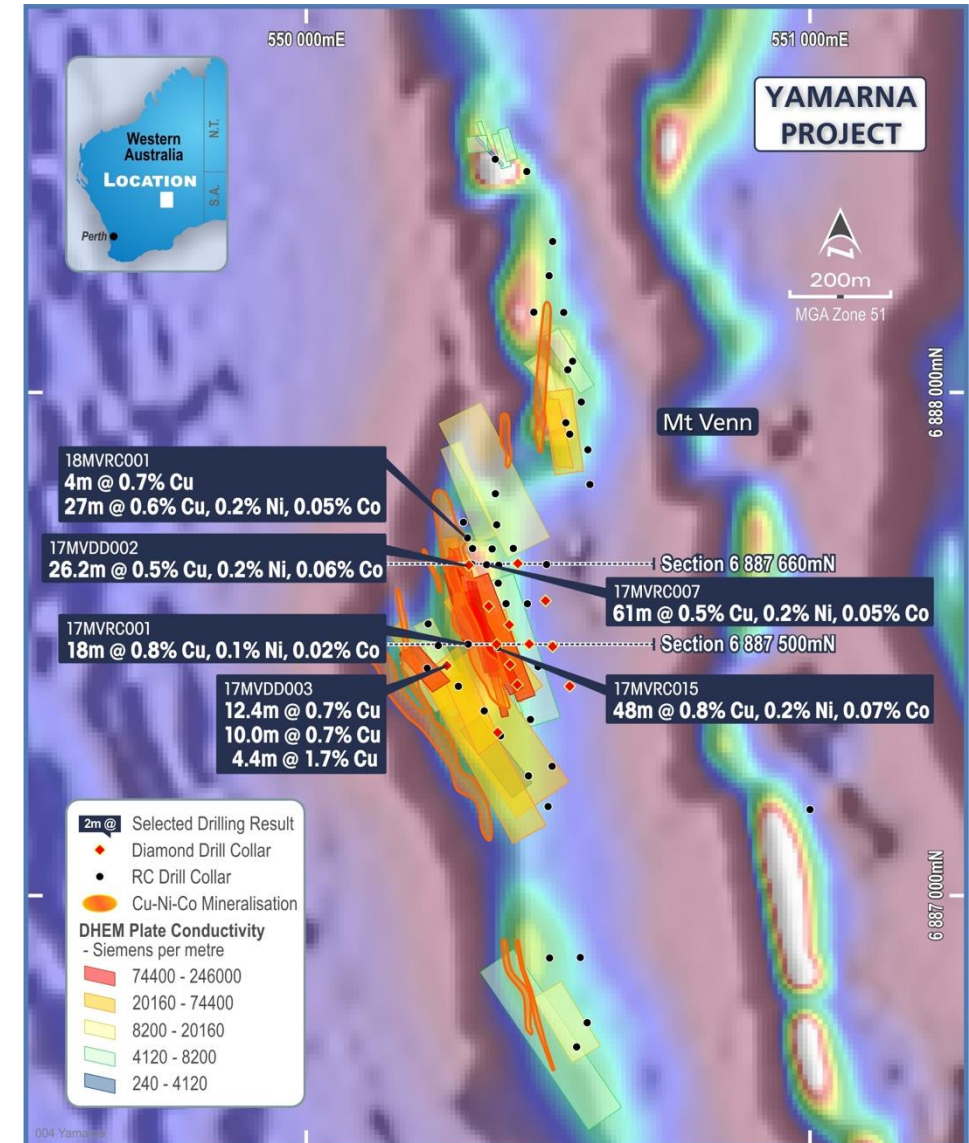 550 000mE
551 000mE
YAMARNA
PROJECT
Western
Australia
N.T.
LOCATION
S.A.
Perth
N
200m
MGA Zone 51
6 888 000mN
Mt Venn
18MVRC001
4m @ 0.7% Cu
27m @ 0.6% Cu, 0.2% Ni, 0.05% Co
17MVDD002
26.2m @ 0.5% Cu, 0.2% Ni, 0.06% Co
Section 6 887 660mN
17MVRC007
61m @ 0.5% Cu, 0.2% Ni, 0.05% Co
17MVRC001
18m @ 0.8% Cu, 0.1% Ni, 0.02% Co
Section 6 887 500mN
17MVDD003
12.4m @ 0.7% Cu
10.0m @ 0.7% Cu
4.4m @ 1.7% Cu
17MVRC015
48m @ 0.8% Cu, 0.2% Ni, 0.07% Co
6 887 000mN
2m @ Selected Drilling Result
Diamond Drill Collar
RC Drill Collar
Cu-Ni-Co Mineralisation
DHEM Plate Conductivity
- Siemens per metre
74400 - 246000
20160 - 74400
8200 - 20160
4120 - 8200
240 - 4120
004